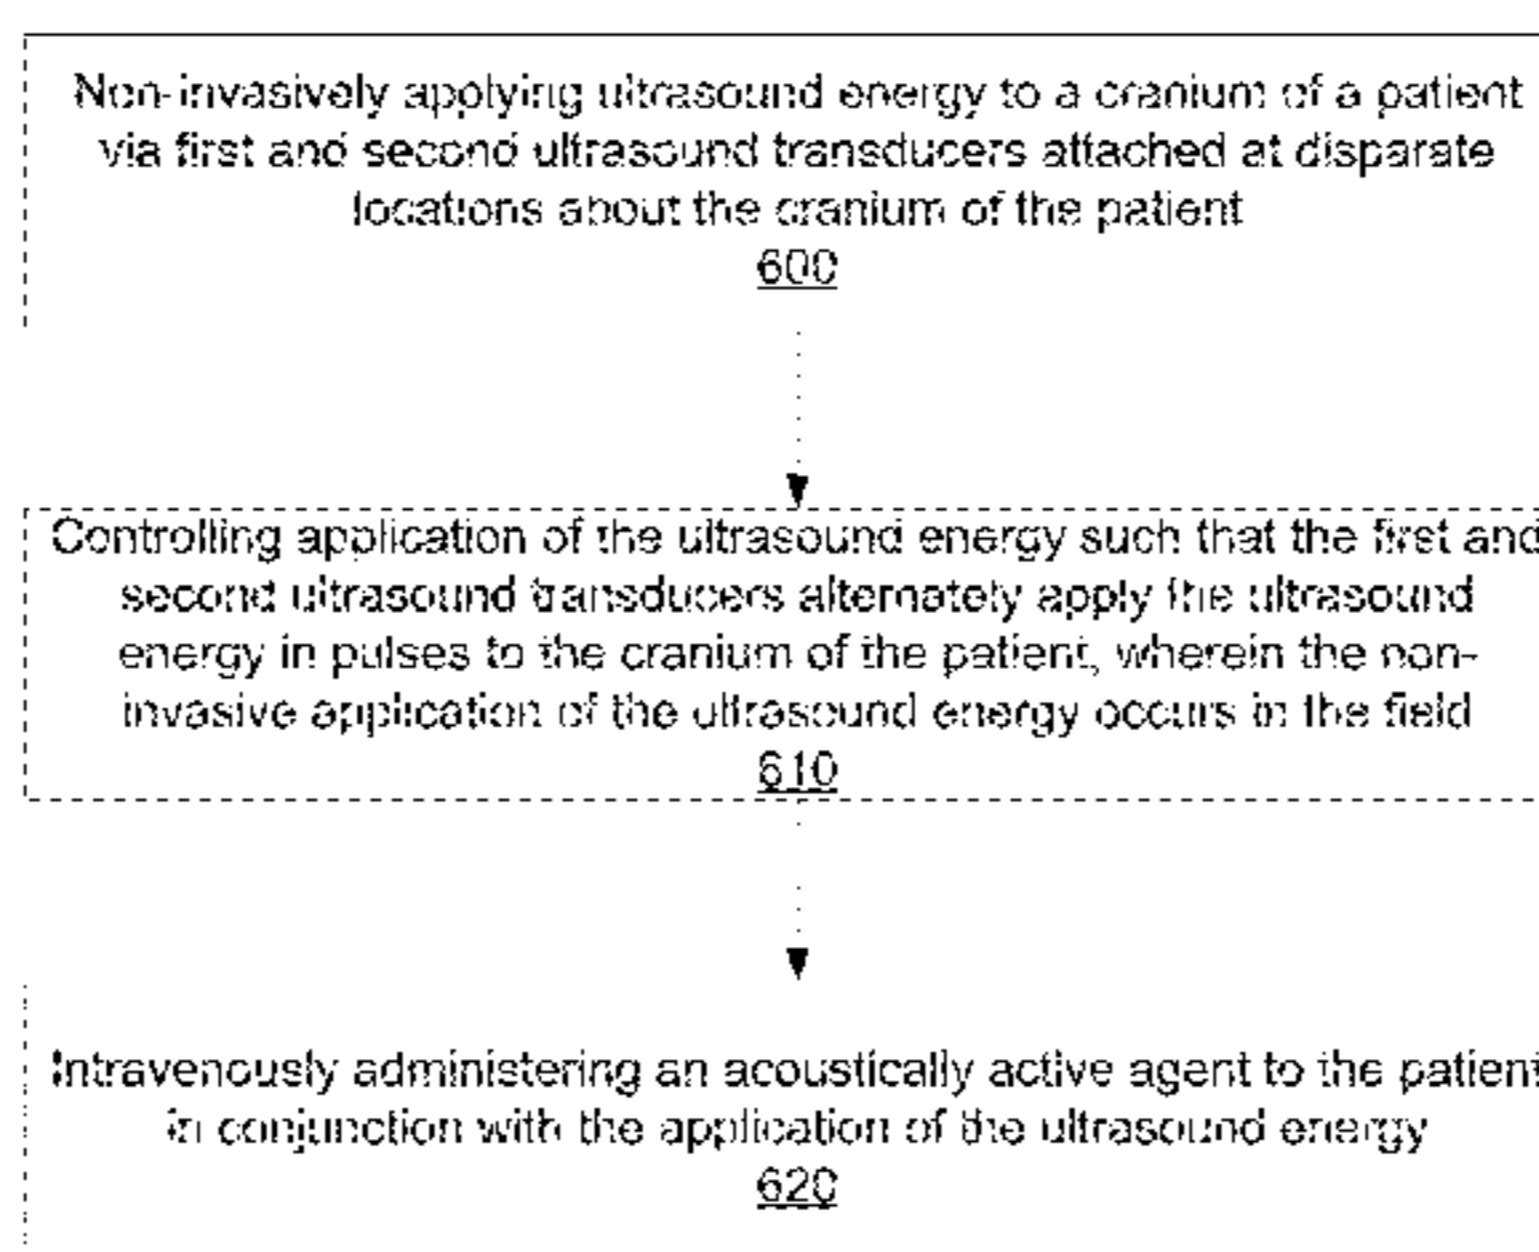 Non-invasively applying ultrasound energy to a cranium of a patient
via first and second ultrasound transducers attached at disparate
locations about the cranium of the patient
600
Controlling application of the ultrasound energy such that the first and
second ultrasound transducers alternately apply the ultrasound
energy in pulses to the cranium of the patient, wherein the non-
invasive application of the ultrasound energy occurs in the field
610
Intravenously administering an acoustically active agent to the patient
in conjunction with the application of the ultrasound energy
620